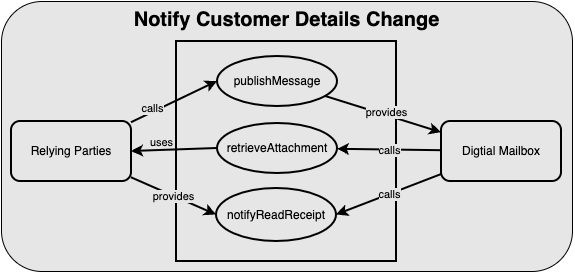 Notify Customer Details Change
publishMessage
calls
provides
Relying Parties
uses
retrieveAttachment
calls
Digtial Mailbox
provides
calls
notifyReadReceipt